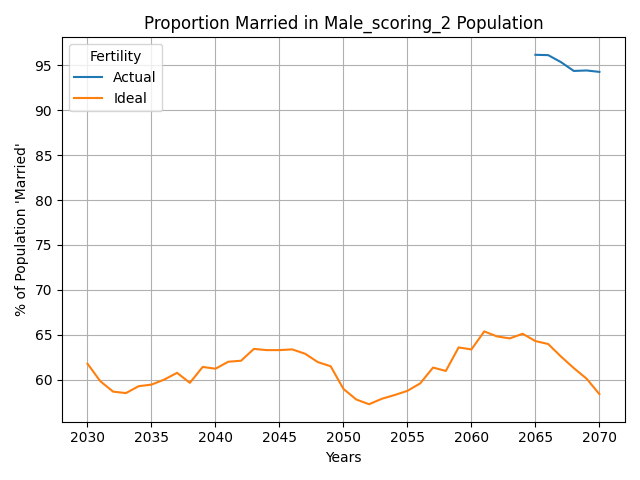 Proportion Married in Male_scoring_2 Population
Fertility
Actual
Ideal
% of Population 'Married'
95
90
85
80
75
70
65
60
2030 2035 2040 2045 2050 2055 2060 2065 2070
Years